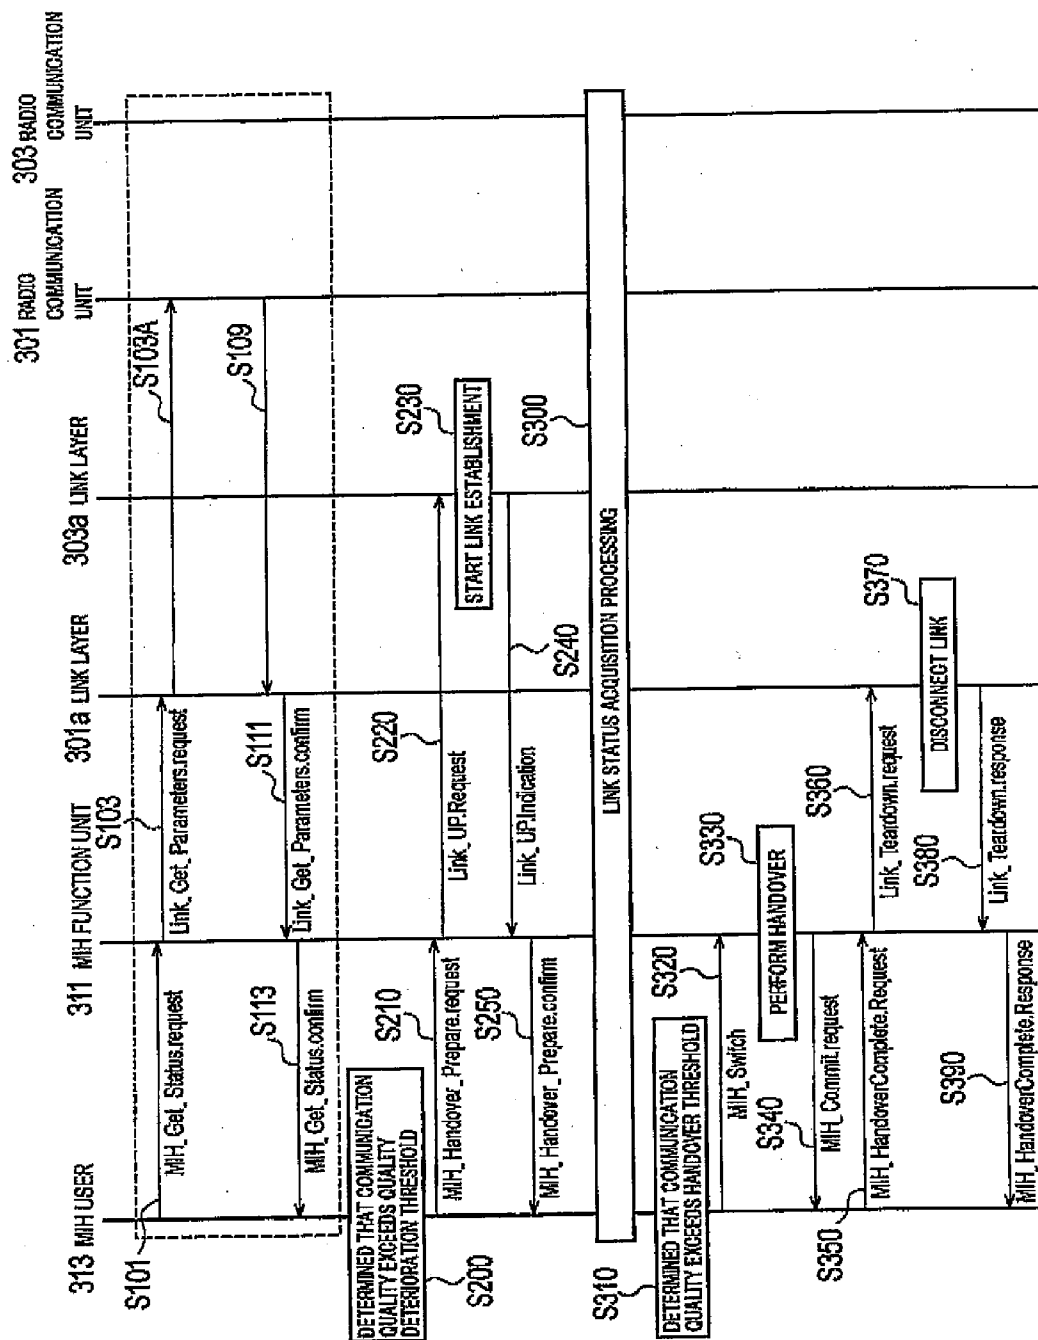 313 MIH USER
311 MIH FUNCTION UNIT
301a LINK LAYER
303a LINK LAYER
301 RADIO
COMMUNICATION
UNIT
303 RADIO
COMMUNICATION
UNIT
S101
MIH_Get_Status.request
S103
Link_Get_Parameters.request
S103A
S109
S111
Link_Get_Parameters.confirm
S113
MIH_Get_Status.confirm
DETERMINED THAT COMMUNICATION
QUALITY EXCEEDS QUALITY
DETERIORATION THRESHOLD
S200
S210
MIH_Handover_Prepare.request
S220
Link_UP.Request
S230
START LINK ESTABLISHMENT
S240
Link_UP.Indication
S250
MIH_Handover_Prepare.confirm
S300
LINK STATUS ACQUISITION PROCESSING
S310
DETERMINED THAT COMMUNICATION
QUALITY EXCEEDS HANDOVER THRESHOLD
S320
MIH_Switch
S330
PERFORM HANDOVER
S340
MIH_Commit.request
S350
MIH_HandoverComplete.Request
S360
Link_Teardown.request
S370
DISCONNECT LINK
S380
Link_Teardown.response
S390
MIH_HandoverComplete.Response